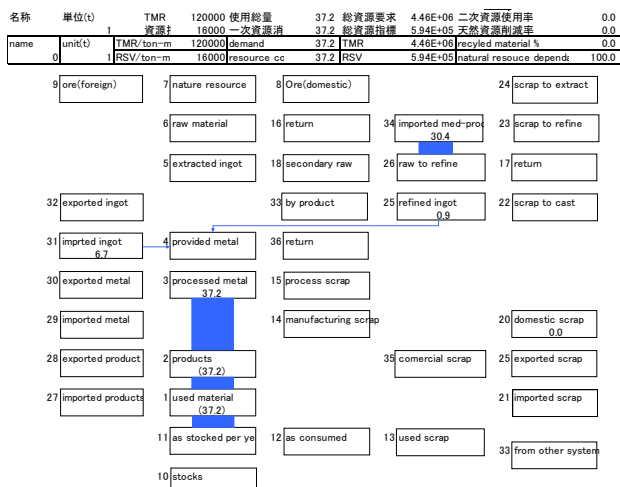 名称 単位(t) TMR 120000 使用総量 37.2 総資源要求 4.46E+06 二次資源使用率 0.0
1 資源 16000 一次資源消 37.2 総資源指標 5.94E+05 天然資源削減率 0.0
name unit(t) TMR/ton-m 120000 demand 37.2 TMR 4.46E+06 recyled material % 0.0
0 1 RSV/ton-m 16000 resource cc 37.2 RSV 5.94E+05 natural resouce depend 100.0
9 ore(foreign) 7 nature resource 8 Ore(domestic) 24 scrap to extract
6 raw material 16 return 34 imported med-prod 23 scrap to refine
30.4
5 extracted ingot 18 secondary raw 26 raw to refine 17 return
32 exported ingot 33 by product 25 refined ingot 22 scrap to cast
0.9
31 imprted ingot 4 provided metal 36 return
6.7
30 exported metal 3 processed metal 15 process scrap
37.2
29 imported metal 14 manufacturing scrap 20 domestic scrap
0.0
28 exported product 2 products 35 comercial scrap 25 exported scrap
(37.2)
27 imported products 1 used material 21 imported scrap
(37.2)
11 as stocked per ye 12 as consumed 13 used scrap
33 from other system
10 stocks